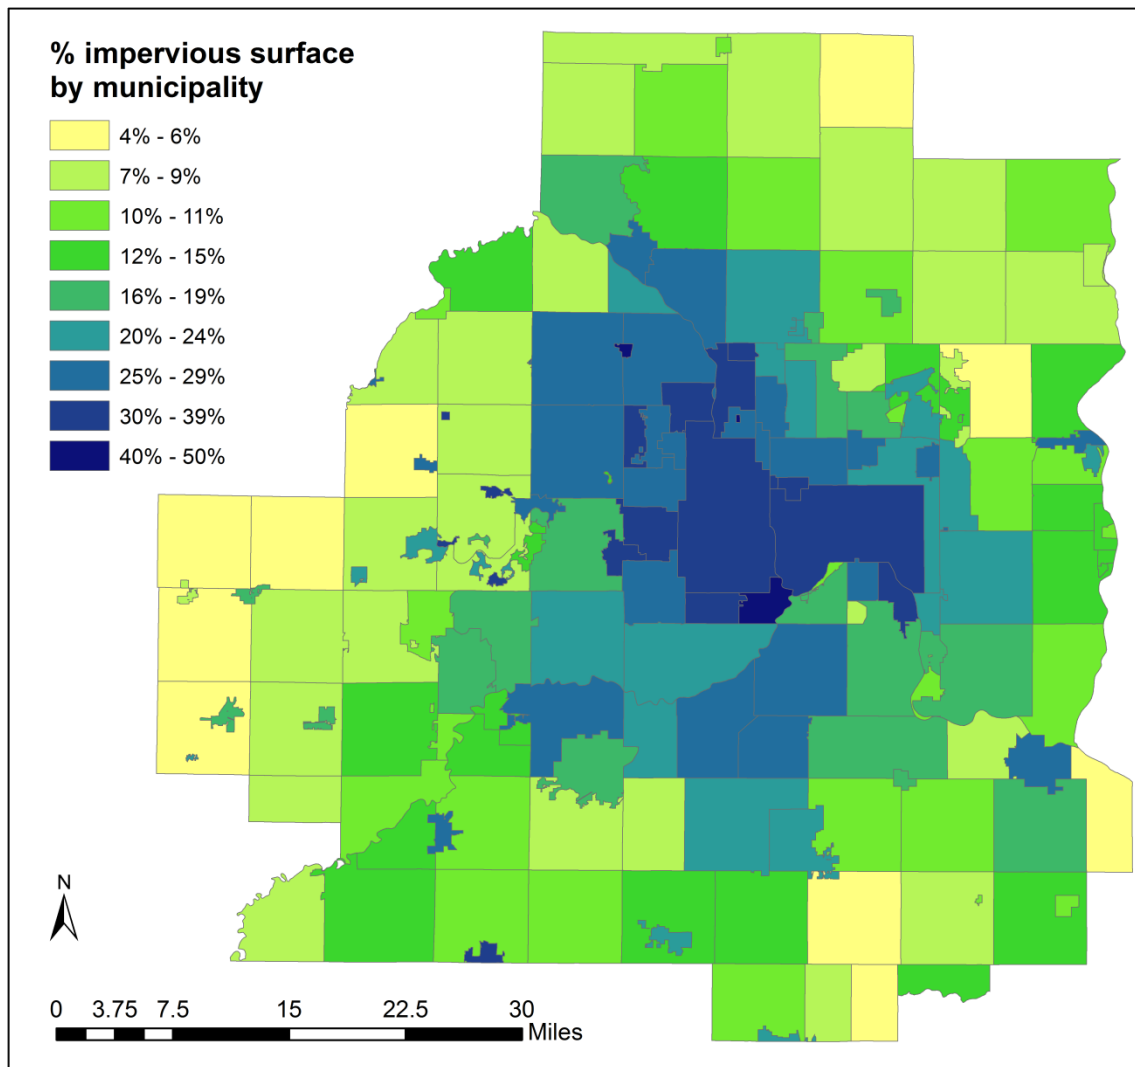 % impervious surface
by municipality
4% - 6%
7% - 9%
10% - 11%
12% - 15%
16% - 19%
20% - 24%
25% - 29%
30% - 39%
40% - 50%
N
0 3.75 7.5 15 22.5 30
Miles